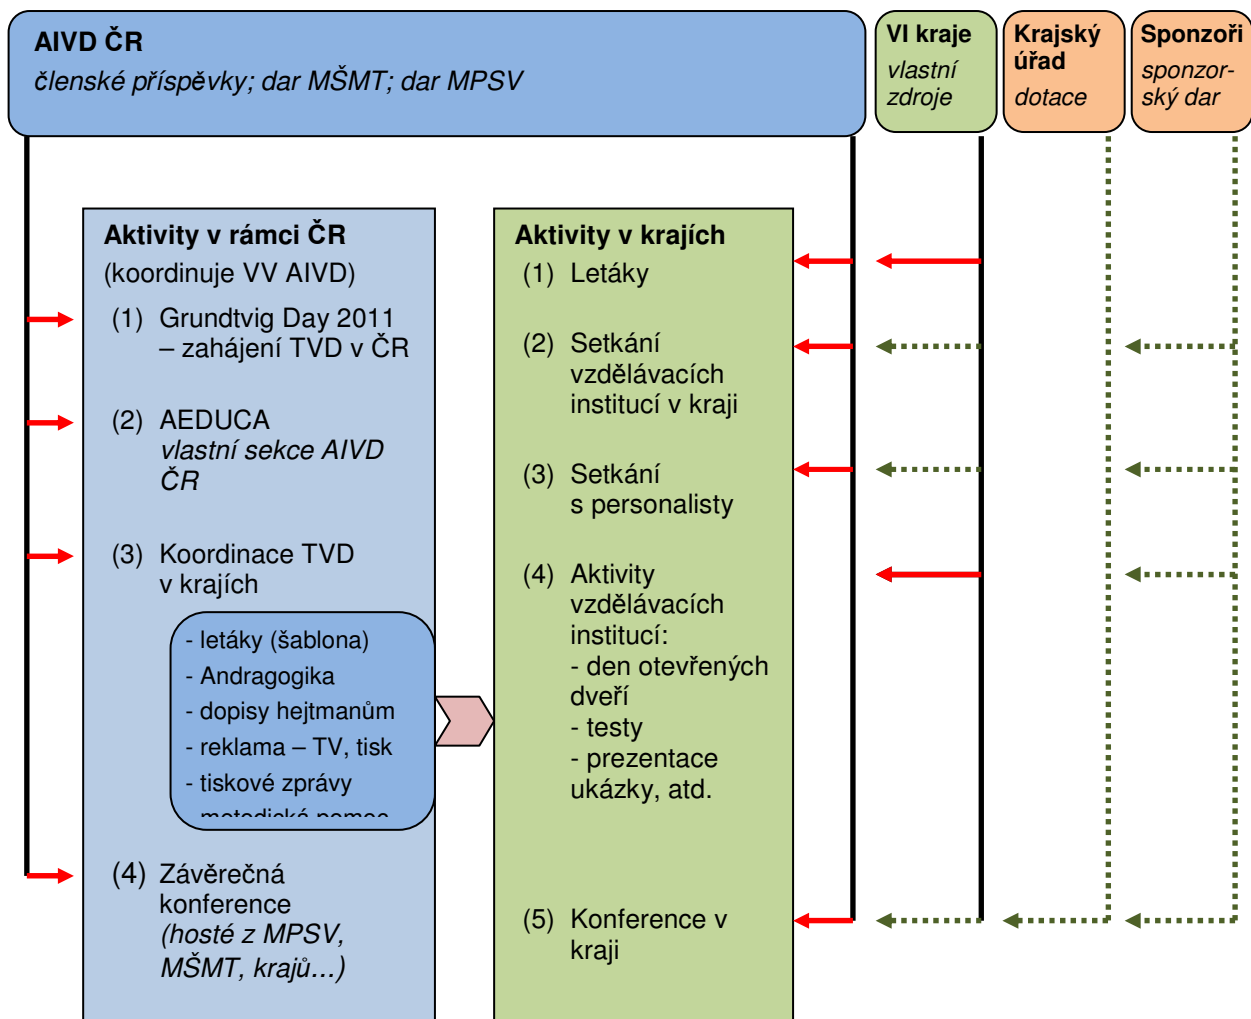 AIVD ČR
členské příspěvky; dar MŠMT; dar MPSV
VI kraje
vlastní
zdroje
Krajský
úřad
dotace
Sponzoři
sponzor-
ský dar
Aktivity v rámci ČR
(koordinuje VV AIVD)
(1) Grundtvig Day 2011
– zahájení TVD v ČR
(2) AEDUCA
vlastní sekce AIVD
ČR
(3) Koordinace TVD
v krajích
- letáky (šablona)
- Andragogika
- dopisy hejtmanům
- reklama – TV, tisk
- tiskové zprávy
- metodická pomoc
(4) Závěrečná
konference
(hosté z MPSV,
MŠMT, krajů...)
Aktivity v krajích
(1) Letáky
(2) Setkání
vzdělávacích
institucí v kraji
(3) Setkání
s personalisty
(4) Aktivity
vzdělávacích
institucí:
- den otevřených
dveří
- testy
- prezentace
ukázky, atd.
(5) Konference v
kraji